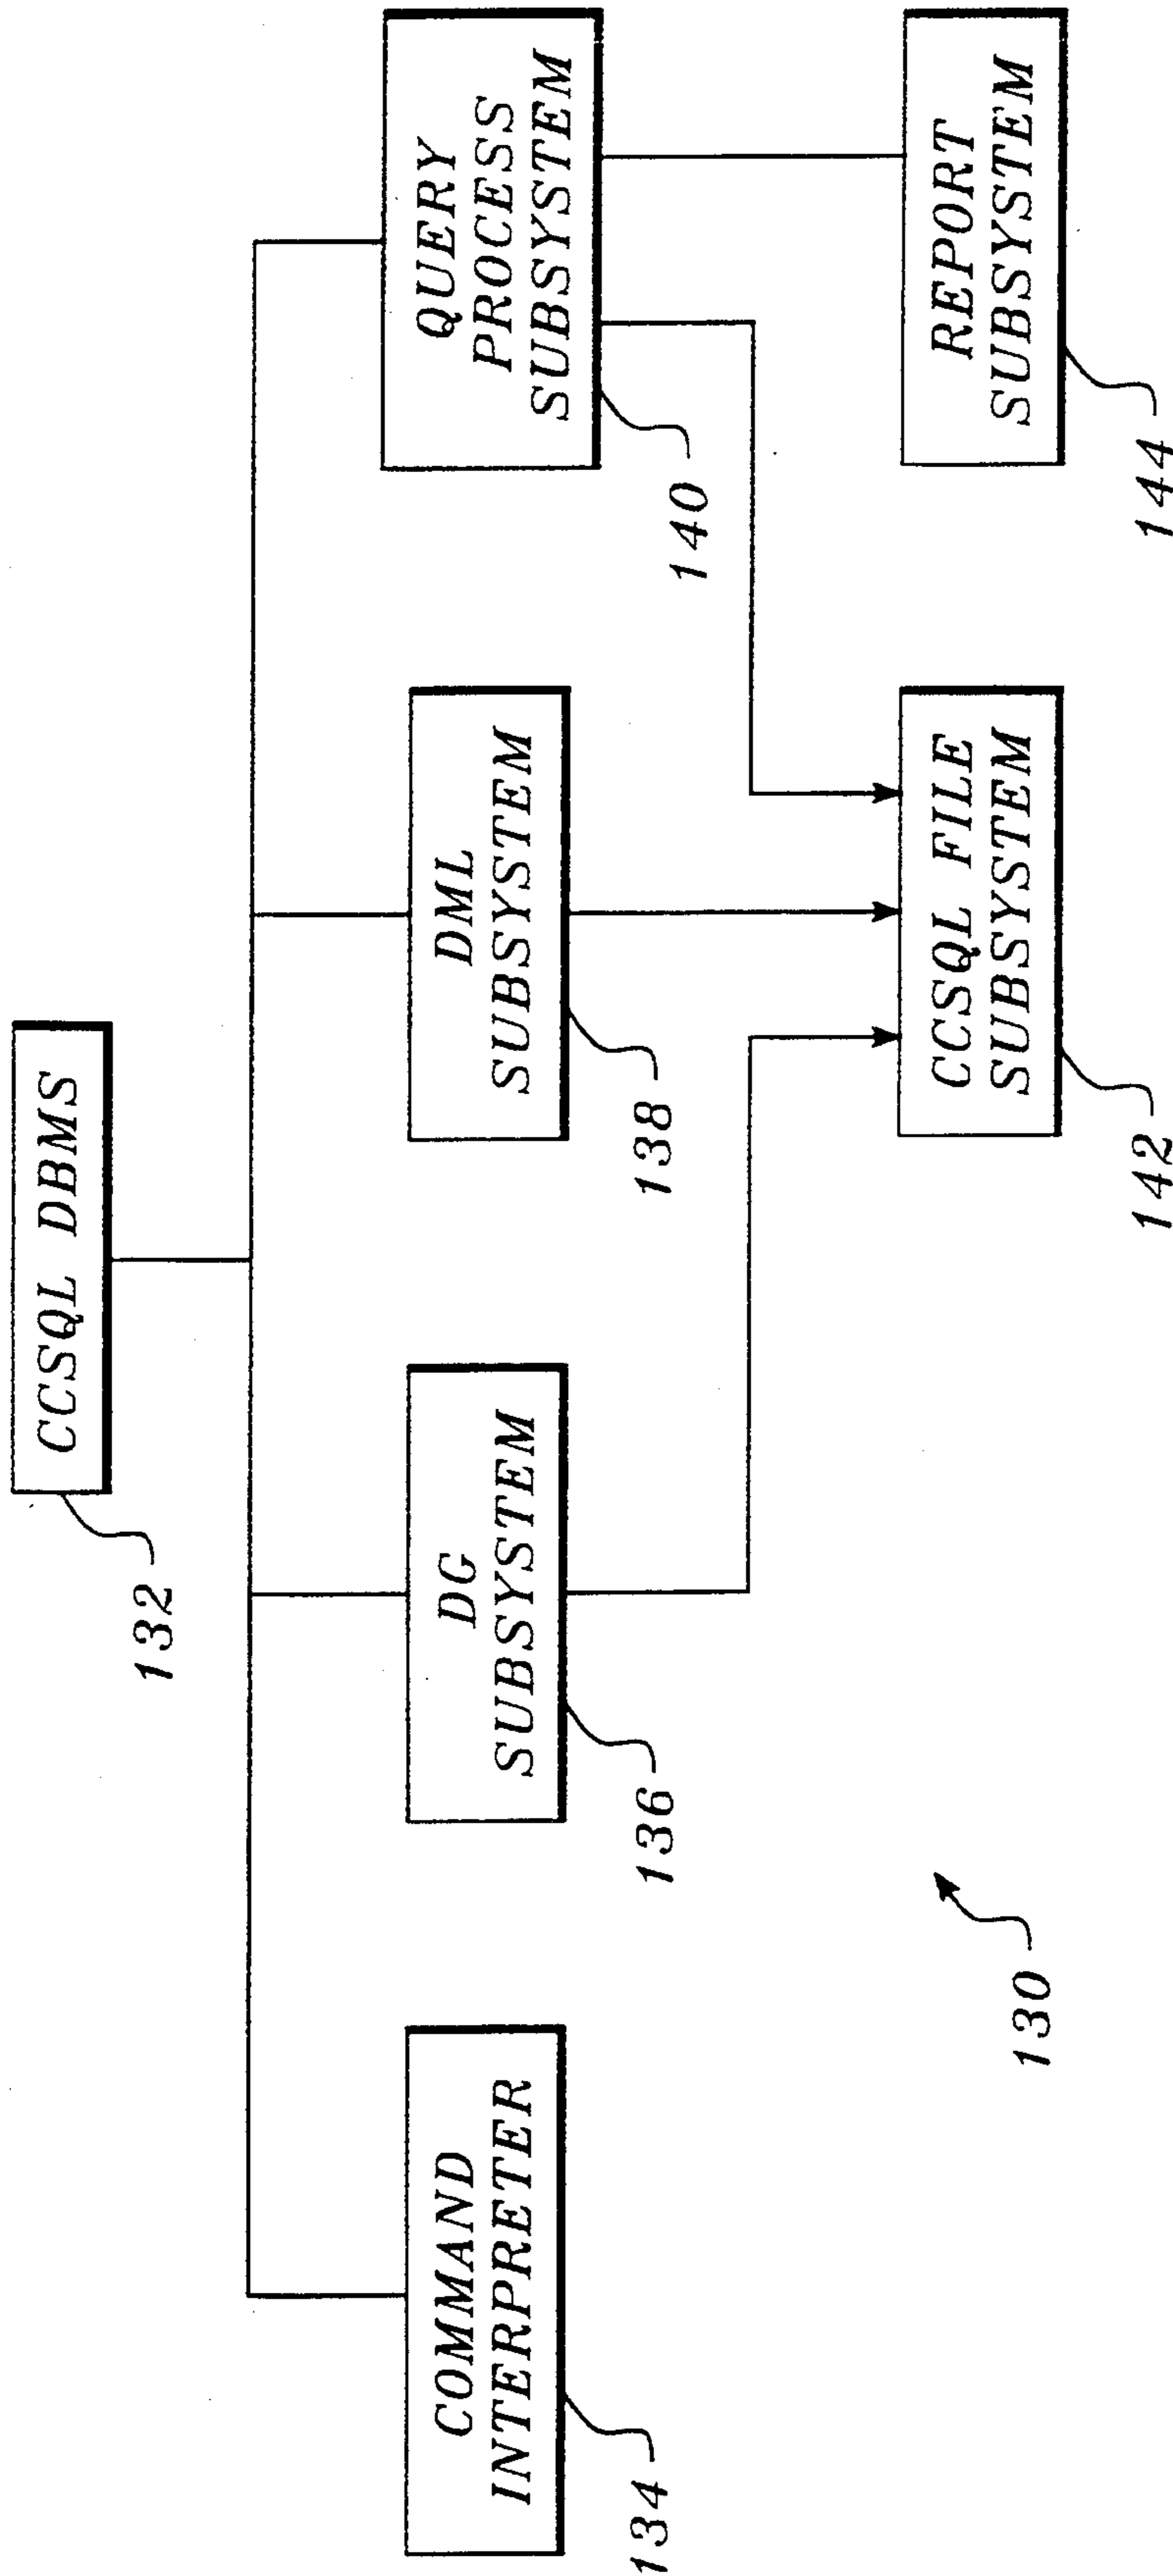 CCSQL DBMS
132
COMMAND
INTERPRETER
134
DG
SUBSYSTEM
136
DML
SUBSYSTEM
138
QUERY
PROCESS
SUBSYSTEM
140
CCSQL FILE
SUBSYSTEM
142
REPORT
SUBSYSTEM
144
130